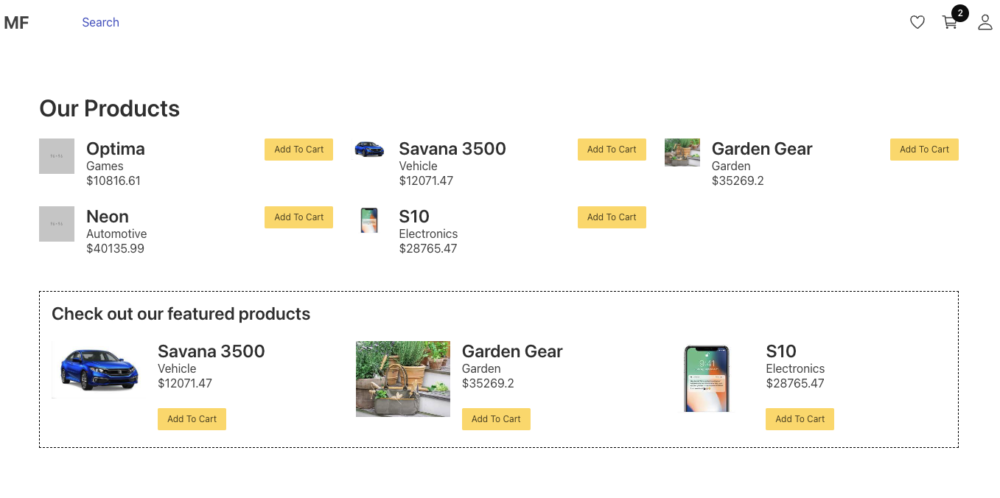 MF
Search
2
Our Products
Optima
Games
$10816.61
Add To Cart
Savana 3500
Vehicle
$12071.47
Add To Cart
Garden Gear
Garden
$35269.2
Add To Cart
Neon
Automotive
$40135.99
Add To Cart
S10
Electronics
$28765.47
Add To Cart
Check out our featured products
Savana 3500
Vehicle
$12071.47
Add To Cart
Garden Gear
Garden
$35269.2
Add To Cart
9:41
S10
Electronics
$28765.47
Add To Cart